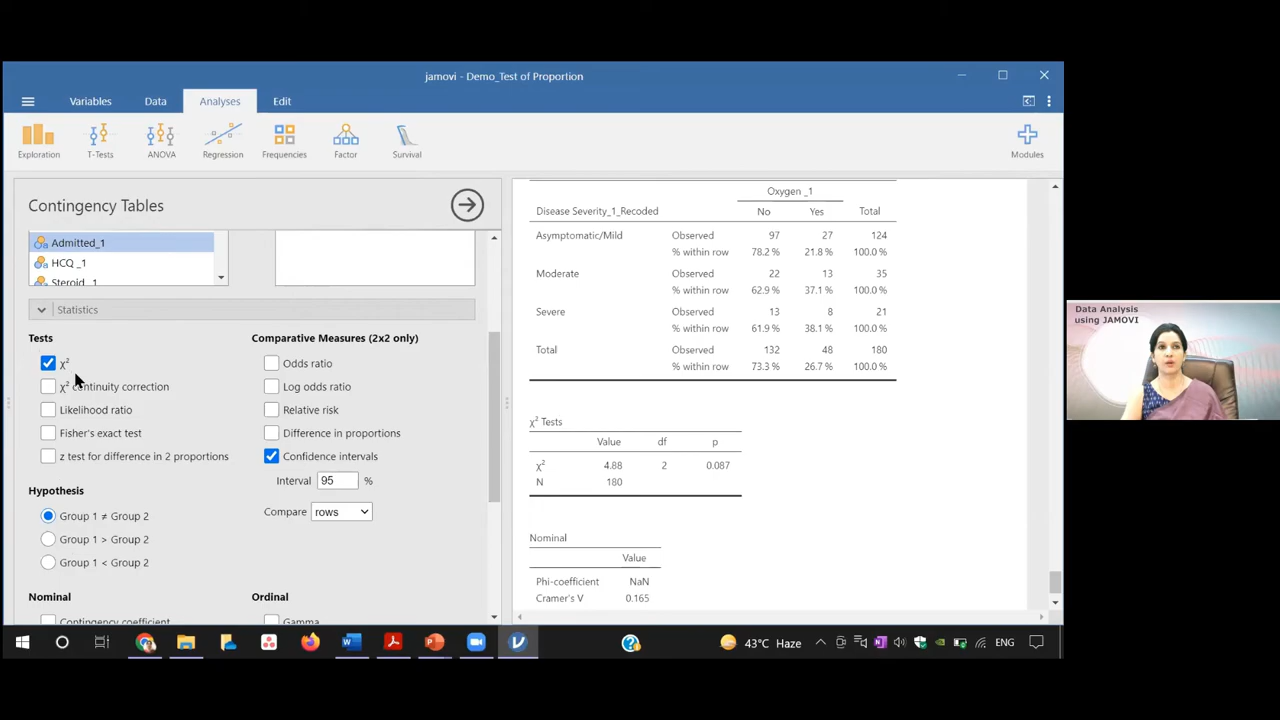 jamovi - Demo_Test of Proportion
Variables Data Analyses Edit
Exploration T-Tests ANOVA Regression Frequencies Factor Survival Modules
Contingency Tables
Admitted_1
HCQ _1
Steroid _1
Statistics
Tests
χ²
χ² continuity correction
Likelihood ratio
Fisher's exact test
z test for difference in 2 proportions
Comparative Measures (2x2 only)
Odds ratio
Log odds ratio
Relative risk
Difference in proportions
Confidence intervals
Interval 95 %
Compare rows
Hypothesis
Group 1 ≠ Group 2
Group 1 > Group 2
Group 1 < Group 2
Nominal
Contingency coefficient
Ordinal
Gamma
Oxygen _1
Disease Severity_1_Recoded No Yes Total
Asymptomatic/Mild Observed 97 27 124
% within row 78.2 % 21.8 % 100.0 %
Moderate Observed 22 13 35
% within row 62.9 % 37.1 % 100.0 %
Severe Observed 13 8 21
% within row 61.9 % 38.1 % 100.0 %
Total Observed 132 48 180
% within row 73.3 % 26.7 % 100.0 %
χ² Tests
Value df p
χ² 4.88 2 0.087
N 180
Nominal
Value
Phi-coefficient NaN
Cramer's V 0.165
Data Analysis
using JAMOVI
43°C Haze
ENG